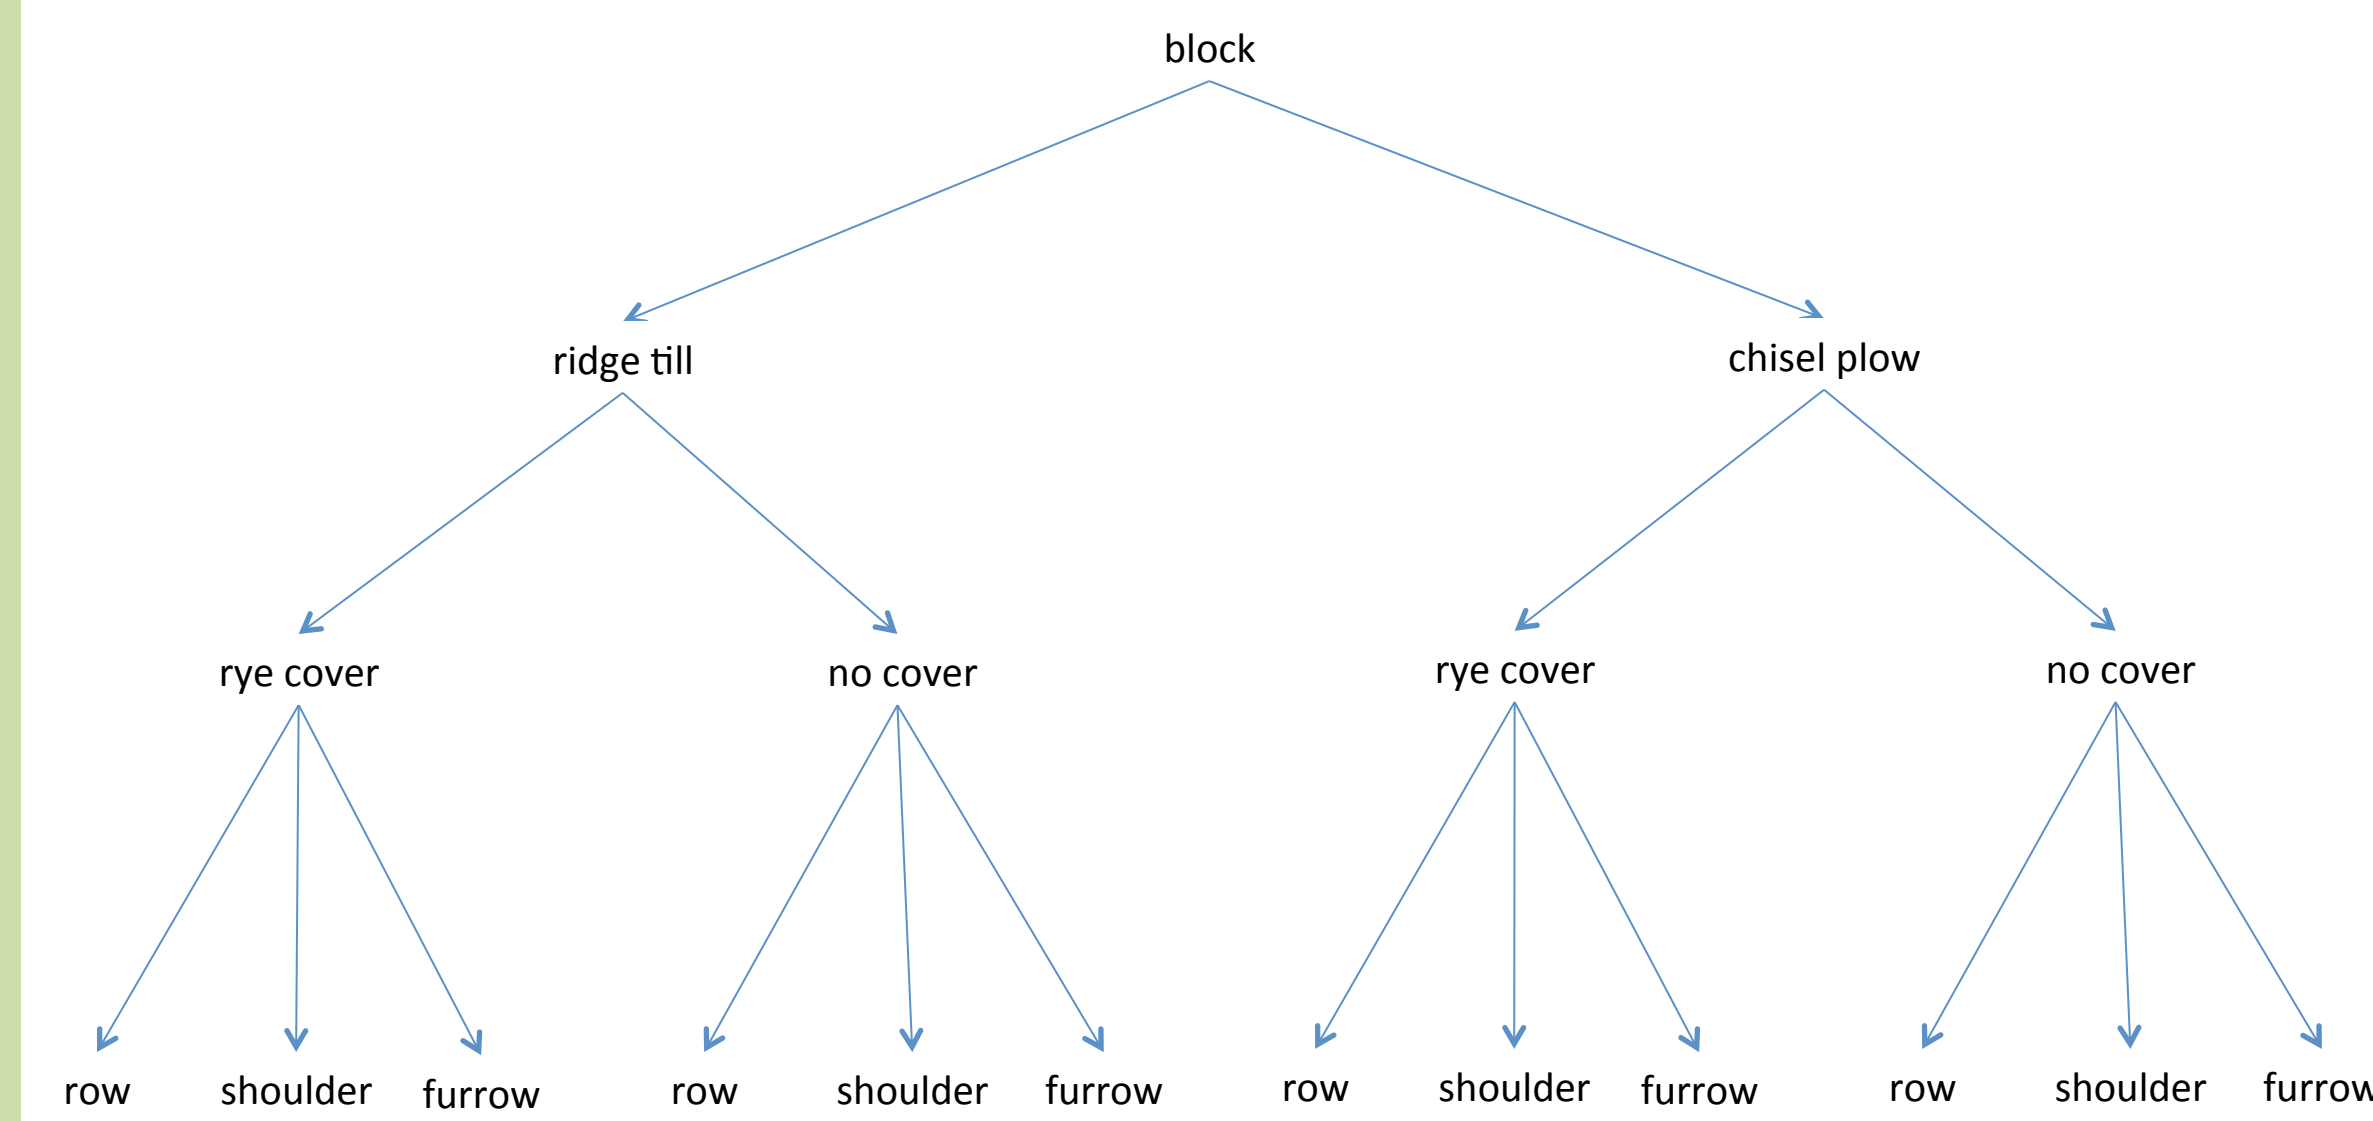 block
ridge till
chisel plow
rye cover
no cover
rye cover
no cover
row
shoulder
furrow
row
shoulder
furrow
row
shoulder
furrow
row
shoulder
furrow